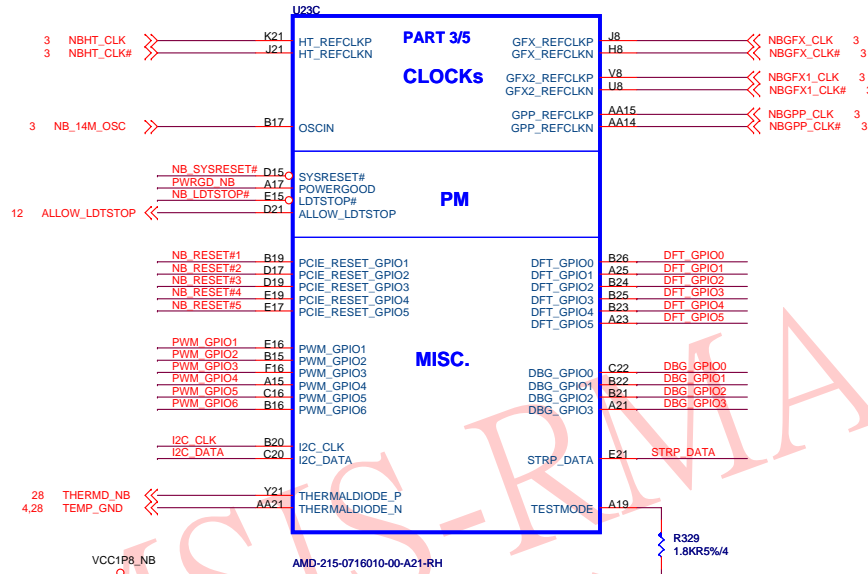 U23C
PART 3/5
CLOCKs
3 NBHT_CLK K21 HT_REFCLKP GFX_REFCLKP J8 NBGFX_CLK 3
3 NBHT_CLK# J21 HT_REFCLKN GFX_REFCLKN H8 NBGFX_CLK# 3
GFX2_REFCLKP V8 NBGFX1_CLK 3
GFX2_REFCLKN U8 NBGFX1_CLK#
GPP_REFCLKP AA15 NBGPP_CLK 3
3 NB_14M_OSC B17 OSCIN GPP_REFCLKN AA14 NBGPP_CLK# 3
PM
NB_SYSRESET# D15 SYSRESET#
PWRGD_NB A17 POWERGOOD
NB_LDTSTOP# E15 LDTSTOP#
12 ALLOW_LDTSTOP D21 ALLOW_LDTSTOP
NB_RESET#1 B19 PCIE_RESET_GPIO1 DFT_GPIO0 B26 DFT_GPIO0
NB_RESET#2 D17 PCIE_RESET_GPIO2 DFT_GPIO1 A25 DFT_GPIO1
NB_RESET#3 D19 PCIE_RESET_GPIO3 DFT_GPIO2 B24 DFT_GPIO2
NB_RESET#4 E19 PCIE_RESET_GPIO4 DFT_GPIO3 B25 DFT_GPIO3
NB_RESET#5 E17 PCIE_RESET_GPIO5 DFT_GPIO4 B23 DFT_GPIO4
DFT_GPIO5 A23 DFT_GPIO5
MISC.
PWM_GPIO1 E16 PWM_GPIO1
PWM_GPIO2 B15 PWM_GPIO2
PWM_GPIO3 F16 PWM_GPIO3 DBG_GPIO0 C22 DBG_GPIO0
PWM_GPIO4 A15 PWM_GPIO4 DBG_GPIO1 B22 DBG_GPIO1
PWM_GPIO5 C16 PWM_GPIO5 DBG_GPIO2 B21 DBG_GPIO2
PWM_GPIO6 B16 PWM_GPIO6 DBG_GPIO3 A21 DBG_GPIO3
I2C_CLK B20 I2C_CLK
I2C_DATA C20 I2C_DATA STRP_DATA E21 STRP_DATA
28 THERMD_NB Y21 THERMALDIODE_P
4,28 TEMP_GND AA21 THERMALDIODE_N TESTMODE A19
R329
1.8KR5%/4
VCC1P8_NB
AMD-215-0716010-00-A21-RH